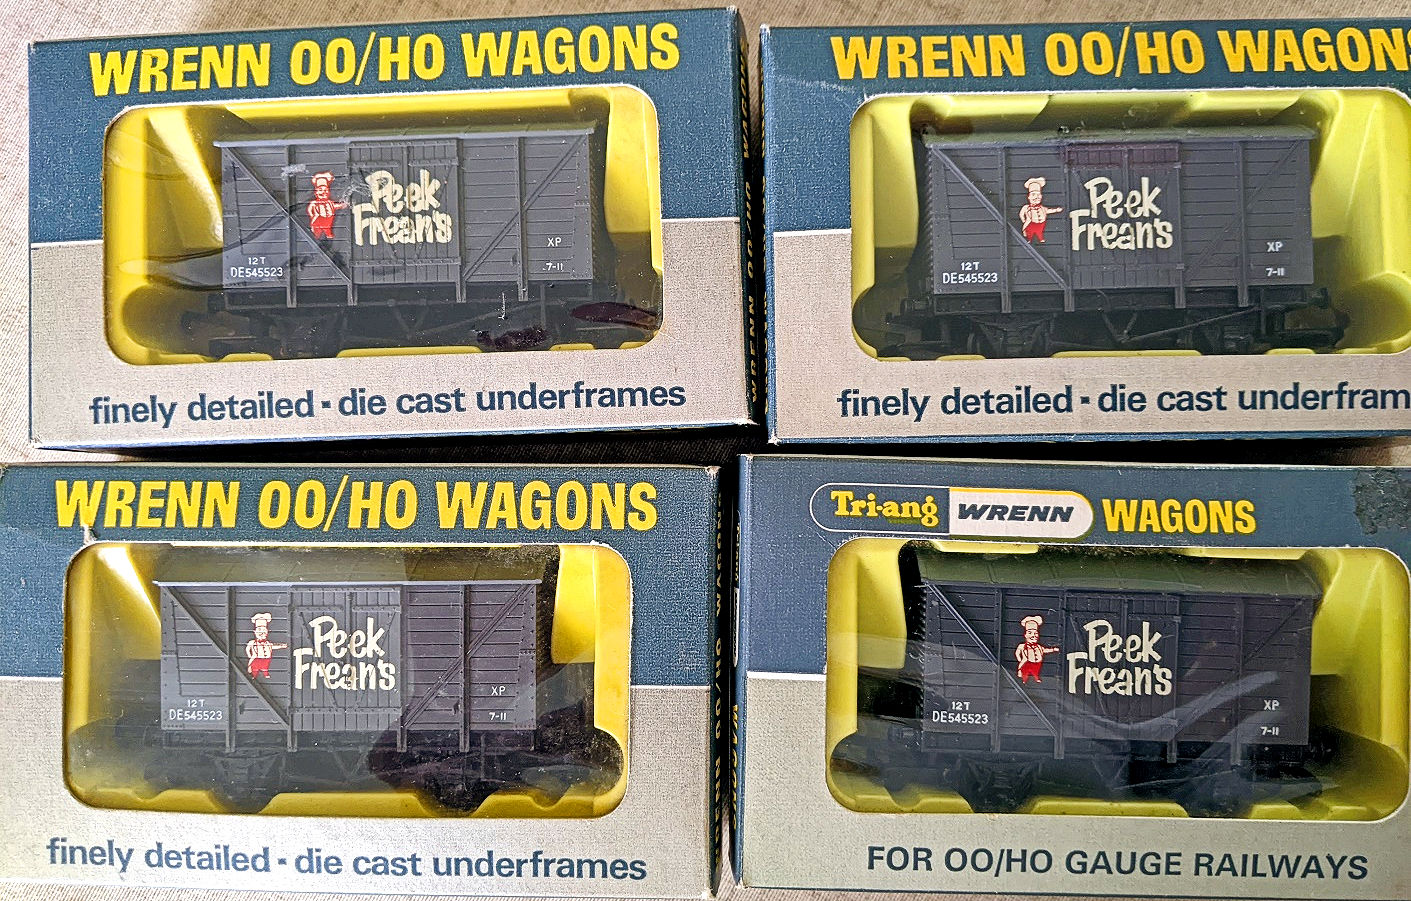 WRENN OO/HO WAGONS
Peek
Frean's
12T
DE545523
XP
7-11
finely detailed · die cast underframes
WRENN OO/HO WAGONS
Peek
Frean's
12T
DE545523
XP
7-11
finely detailed · die cast underfram
WRENN OO/HO WAGONS
Peek
Frean's
12T
DE545523
XP
7-11
finely detailed · die cast underframes
Tri-ang WRENN WAGONS
Peek
Frean's
12T
DE545523
XP
7-11
FOR OO/HO GAUGE RAILWAYS